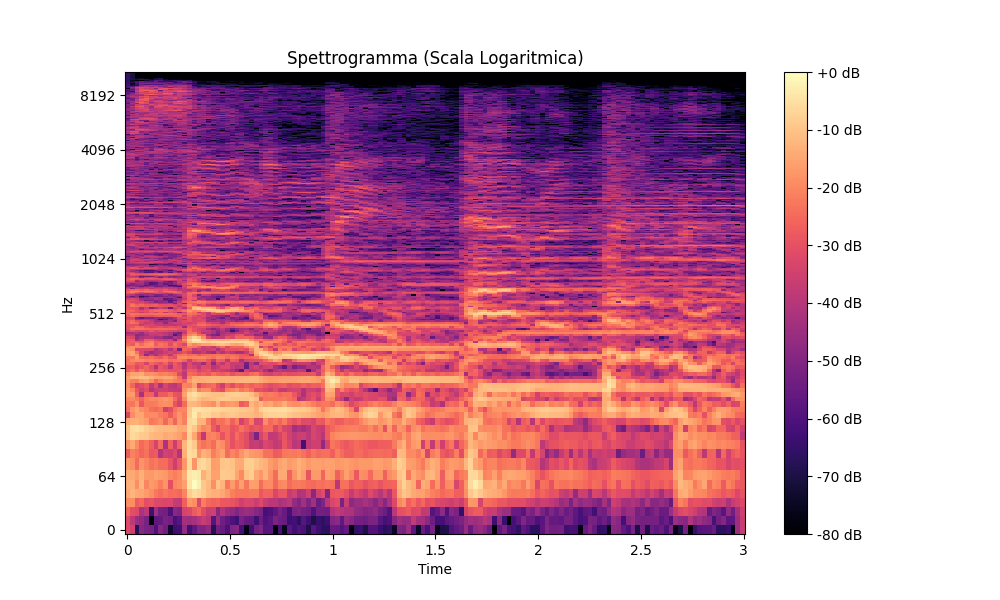 Spettrogramma (Scala Logaritmica)
Hz
8192
4096
2048
1024
512
256
128
64
0
0 0.5 1 1.5 2 2.5 3
Time
+0 dB
-10 dB
-20 dB
-30 dB
-40 dB
-50 dB
-60 dB
-70 dB
-80 dB